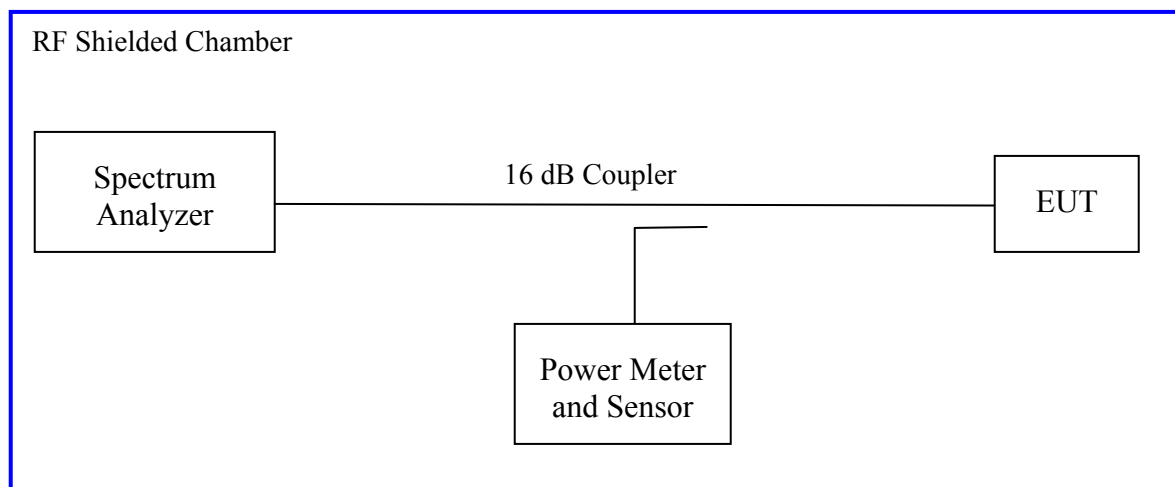 RF Shielded Chamber
Spectrum
Analyzer
16 dB Coupler
EUT
Power Meter
and Sensor